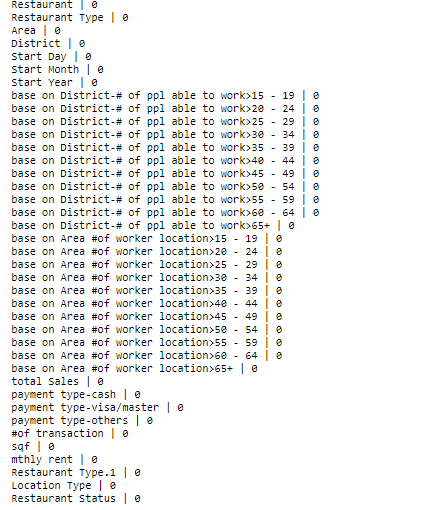 Restaurant | 0
Restaurant Type | 0
Area | 0
District | 0
Start Day | 0
Start Month | 0
Start Year | 0
base on District-# of ppl able to work>15 - 19 | 0
base on District-# of ppl able to work>20 - 24 | 0
base on District-# of ppl able to work>25 - 29 | 0
base on District-# of ppl able to work>30 - 34 | 0
base on District-# of ppl able to work>35 - 39 | 0
base on District-# of ppl able to work>40 - 44 | 0
base on District-# of ppl able to work>45 - 49 | 0
base on District-# of ppl able to work>50 - 54 | 0
base on District-# of ppl able to work>55 - 59 | 0
base on District-# of ppl able to work>60 - 64 | 0
base on District-# of ppl able to work>65+ | 0
base on Area #of worker location>15 - 19 | 0
base on Area #of worker location>20 - 24 | 0
base on Area #of worker location>25 - 29 | 0
base on Area #of worker location>30 - 34 | 0
base on Area #of worker location>35 - 39 | 0
base on Area #of worker location>40 - 44 | 0
base on Area #of worker location>45 - 49 | 0
base on Area #of worker location>50 - 54 | 0
base on Area #of worker location>55 - 59 | 0
base on Area #of worker location>60 - 64 | 0
base on Area #of worker location>65+ | 0
total Sales | 0
payment type-cash | 0
payment type-visa/master | 0
payment type-others | 0
#of transaction | 0
sqf | 0
mthly rent | 0
Restaurant Type.1 | 0
Location Type | 0
Restaurant Status | 0